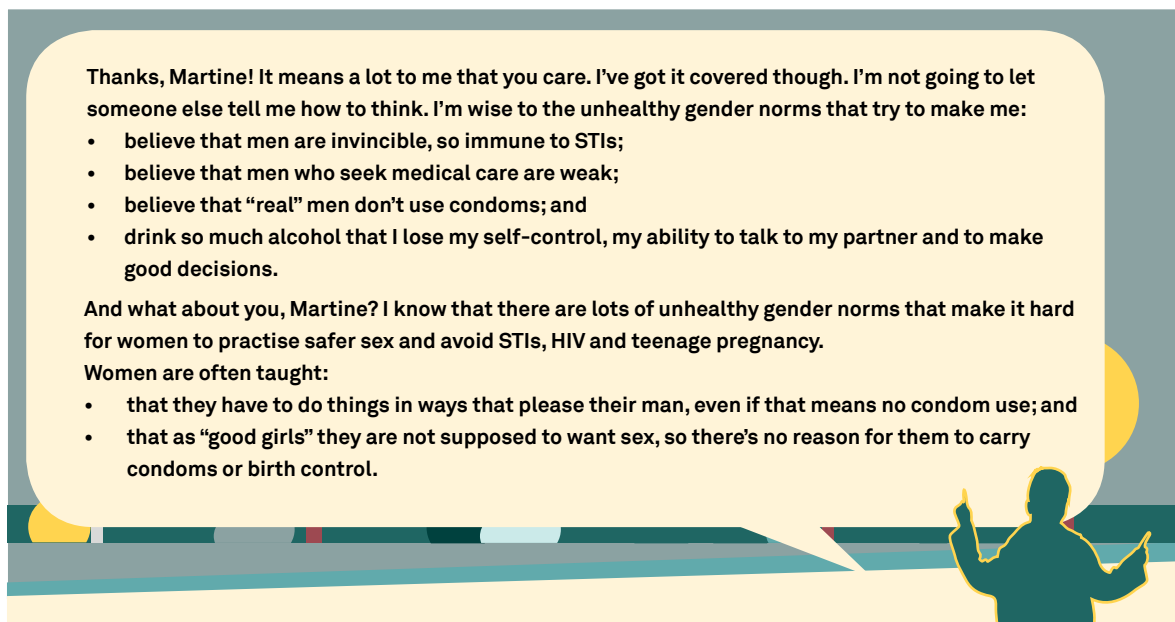 Thanks, Martine! It means a lot to me that you care. I’ve got it covered though. I’m not going to let
someone else tell me how to think. I’m wise to the unhealthy gender norms that try to make me:
• believe that men are invincible, so immune to STIs;
• believe that men who seek medical care are weak;
• believe that “real” men don’t use condoms; and
• drink so much alcohol that I lose my self-control, my ability to talk to my partner and to make
good decisions.
And what about you, Martine? I know that there are lots of unhealthy gender norms that make it hard
for women to practise safer sex and avoid STIs, HIV and teenage pregnancy.
Women are often taught:
• that they have to do things in ways that please their man, even if that means no condom use; and
• that as “good girls” they are not supposed to want sex, so there’s no reason for them to carry
condoms or birth control.